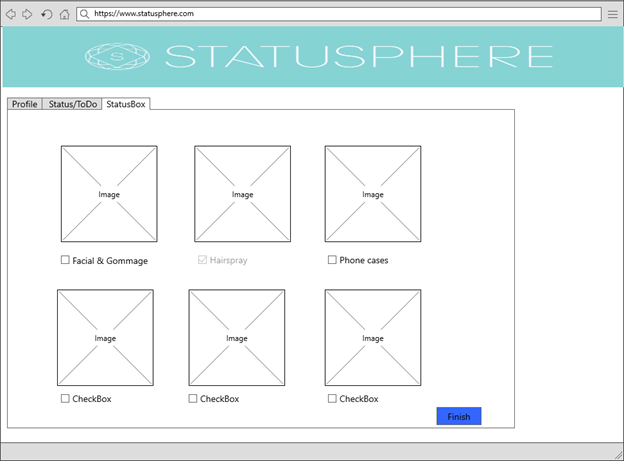 https://www.statusphere.com
S STATUSPHERE
Profile Status/ToDo StatusBox
Image Image Image
Facial & Gommage Hairspray Phone cases
Image Image Image
CheckBox CheckBox CheckBox
Finish